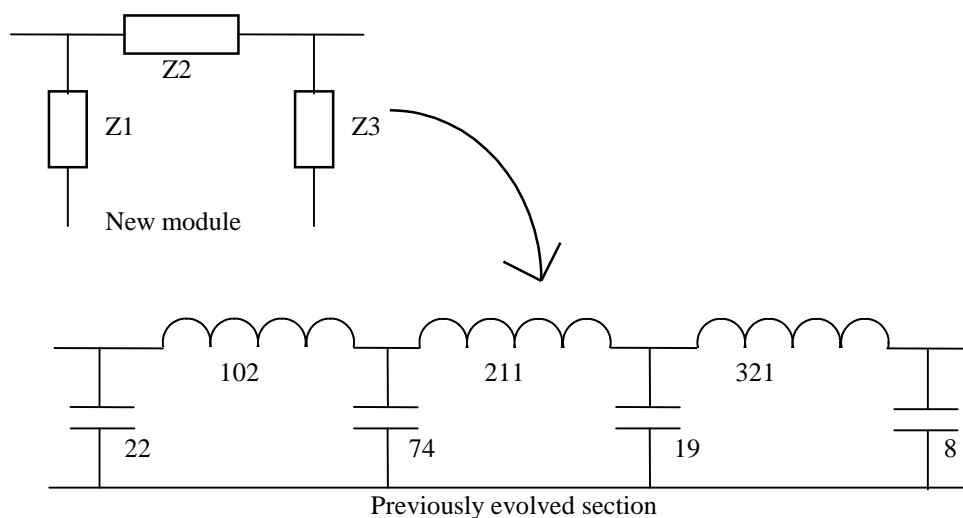 Z2
Z1
Z3
New module
102
211
321
22
74
19
8
Previously evolved section